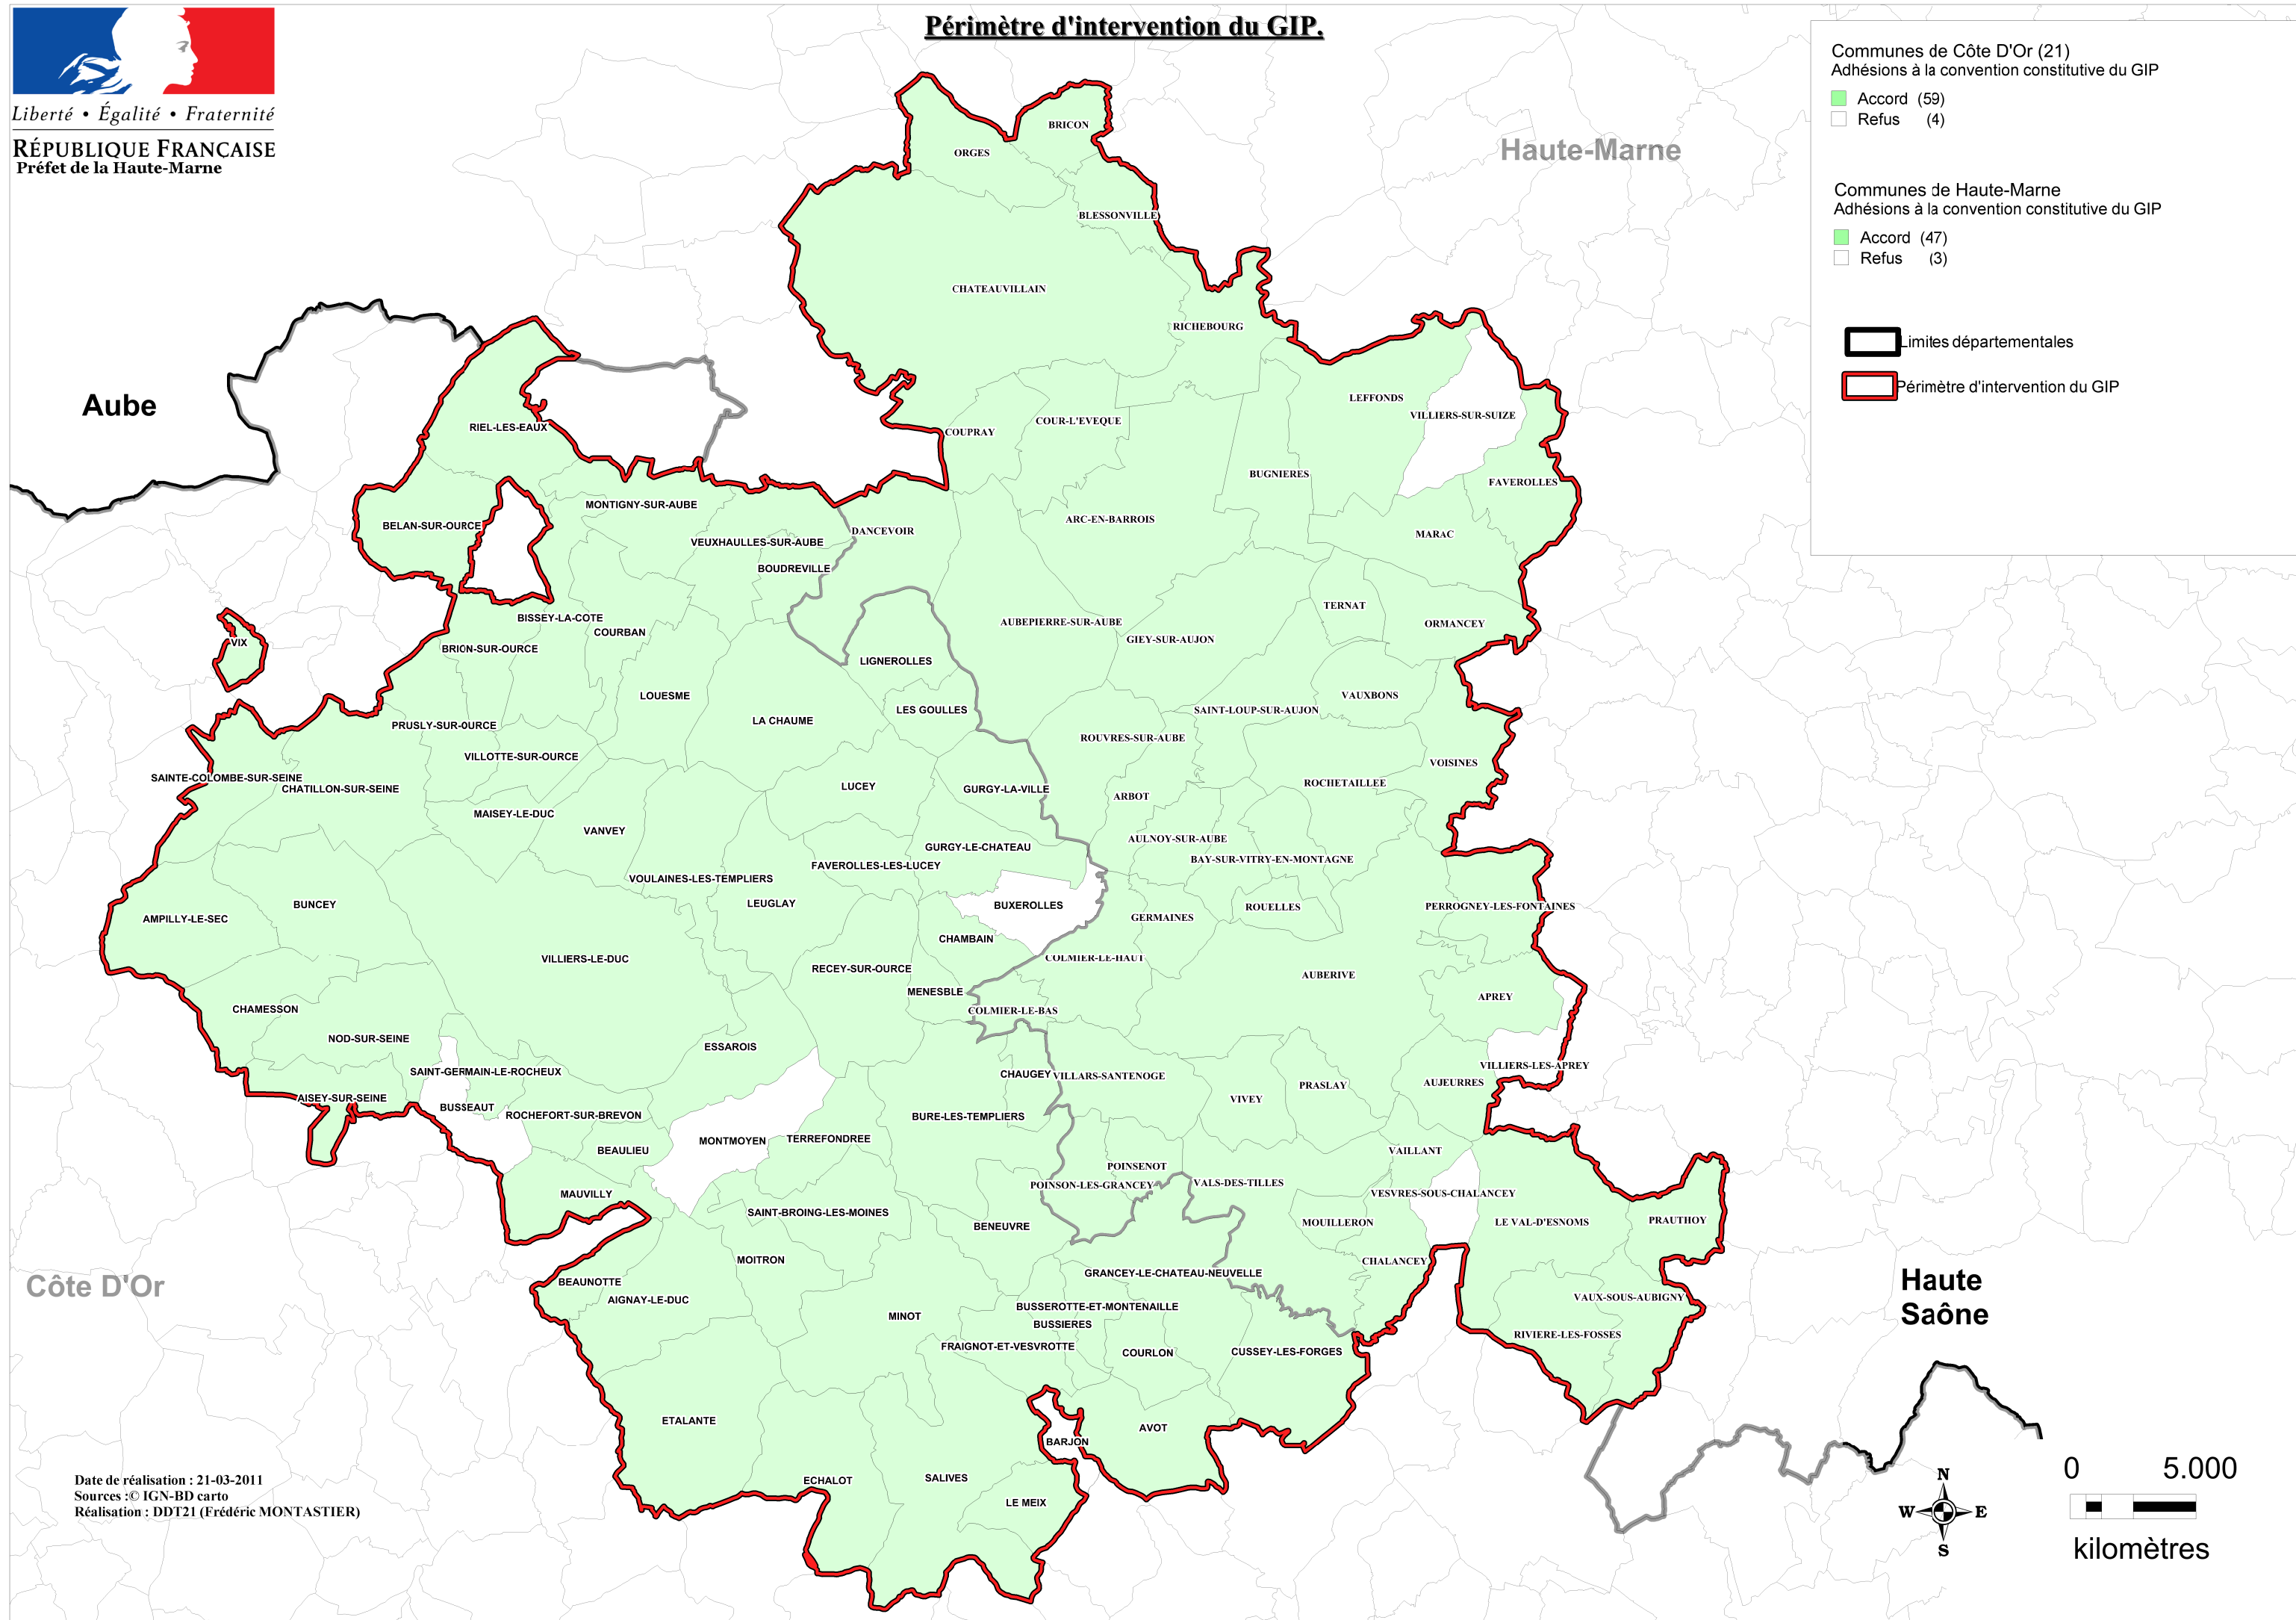 Périmètre d'intervention du GIP.
Liberté • Égalité • Fraternité
RÉPUBLIQUE FRANÇAISE
Préfet de la Haute-Marne
Communes de Côte D'Or (21)
Adhésions à la convention constitutive du GIP
Accord (59)
Refus (4)
Communes de Haute-Marne
Adhésions à la convention constitutive du GIP
Accord (47)
Refus (3)
Limites départementales
Périmètre d'intervention du GIP
Haute-Marne
Aube
Côte D'Or
Haute
Saône
BRICON
ORGES
BLESSONVILLE
CHATEAUVILLAIN
RICHEBOURG
LEFFONDS
VILLIERS-SUR-SUIZE
COUR-L'EVEQUE
COUPRAY
RIEL-LES-EAUX
BUGNIERES
FAVEROLLES
MONTIGNY-SUR-AUBE
ARC-EN-BARROIS
BELAN-SUR-OURCE
DANCEVOIR
MARAC
VEUXHAULLES-SUR-AUBE
BOUDREVILLE
TERNAT
BISSEY-LA-COTE
AUBEPIERRE-SUR-AUBE
ORMANCEY
COURBAN
GIEY-SUR-AUJON
VIX
BRION-SUR-OURCE
LIGNEROLLES
LOUESME
VAUXBONS
LES GOULLES
SAINT-LOUP-SUR-AUJON
LA CHAUME
PRUSLY-SUR-OURCE
ROUVRES-SUR-AUBE
VILLOTTE-SUR-OURCE
VOISINES
SAINTE-COLOMBE-SUR-SEINE
ROCHETAILLEE
CHATILLON-SUR-SEINE
LUCEY
GURGY-LA-VILLE
ARBOT
MAISEY-LE-DUC
VANVEY
AULNOY-SUR-AUBE
GURGY-LE-CHATEAU
BAY-SUR-VITRY-EN-MONTAGNE
FAVEROLLES-LES-LUCEY
VOULAINES-LES-TEMPLIERS
LEUGLAY
BUNCEY
BUXEROLLES
ROUELLES
PERROGNEY-LES-FONTAINES
AMPILLY-LE-SEC
GERMAINES
CHAMBAIN
VILLIERS-LE-DUC
COLMIER-LE-HAUT
RECEY-SUR-OURCE
AUBERIVE
MENESBLE
APREY
CHAMESSON
COLMIER-LE-BAS
NOD-SUR-SEINE
ESSAROIS
VILLIERS-LES-APREY
SAINT-GERMAIN-LE-ROCHEUX
CHAUGEY
VILLARS-SANTENOGE
AUJEURRES
PRASLAY
AISEY-SUR-SEINE
VIVEY
BUSSEAUT
ROCHEFORT-SUR-BREVON
BURE-LES-TEMPLIERS
MONTMOYEN
TERREFONDREE
BEAULIEU
VAILLANT
POINSENOT
POINSON-LES-GRANCEY
VALS-DES-TILLES
MAUVILLY
VESVRES-SOUS-CHALANCEY
SAINT-BROING-LES-MOINES
BENEUVRE
MOUILLERON
LE VAL-D'ESNOMS
PRAUTHOY
MOITRON
CHALANCEY
GRANCEY-LE-CHATEAU-NEUVELLE
BEAUNOTTE
AIGNAY-LE-DUC
VAUX-SOUS-AUBIGNY
BUSSEROTTE-ET-MONTENAILLE
MINOT
BUSSIERES
RIVIERE-LES-FOSSES
FRAIGNOT-ET-VESVROTTE
COURLON
CUSSEY-LES-FORGES
ETALANTE
AVOT
BARJON
ECHALOT
SALIVES
LE MEIX
Date de réalisation : 21-03-2011
Sources :© IGN-BD carto
Réalisation : DDT21 (Frédéric MONTASTIER)
N
W E
S
0 5.000
kilomètres